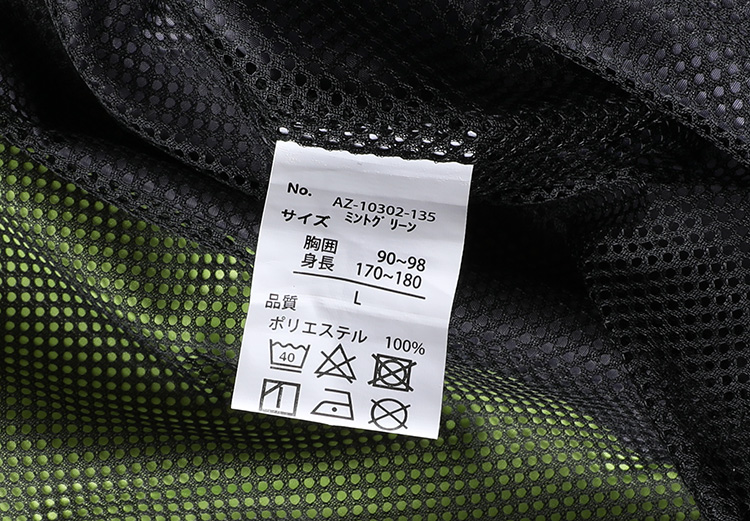 No. AZ-10302-135
サイズ ミントグリーン
胸囲 90~98
身長 170~180
L
品質
ポリエステル 100%
40